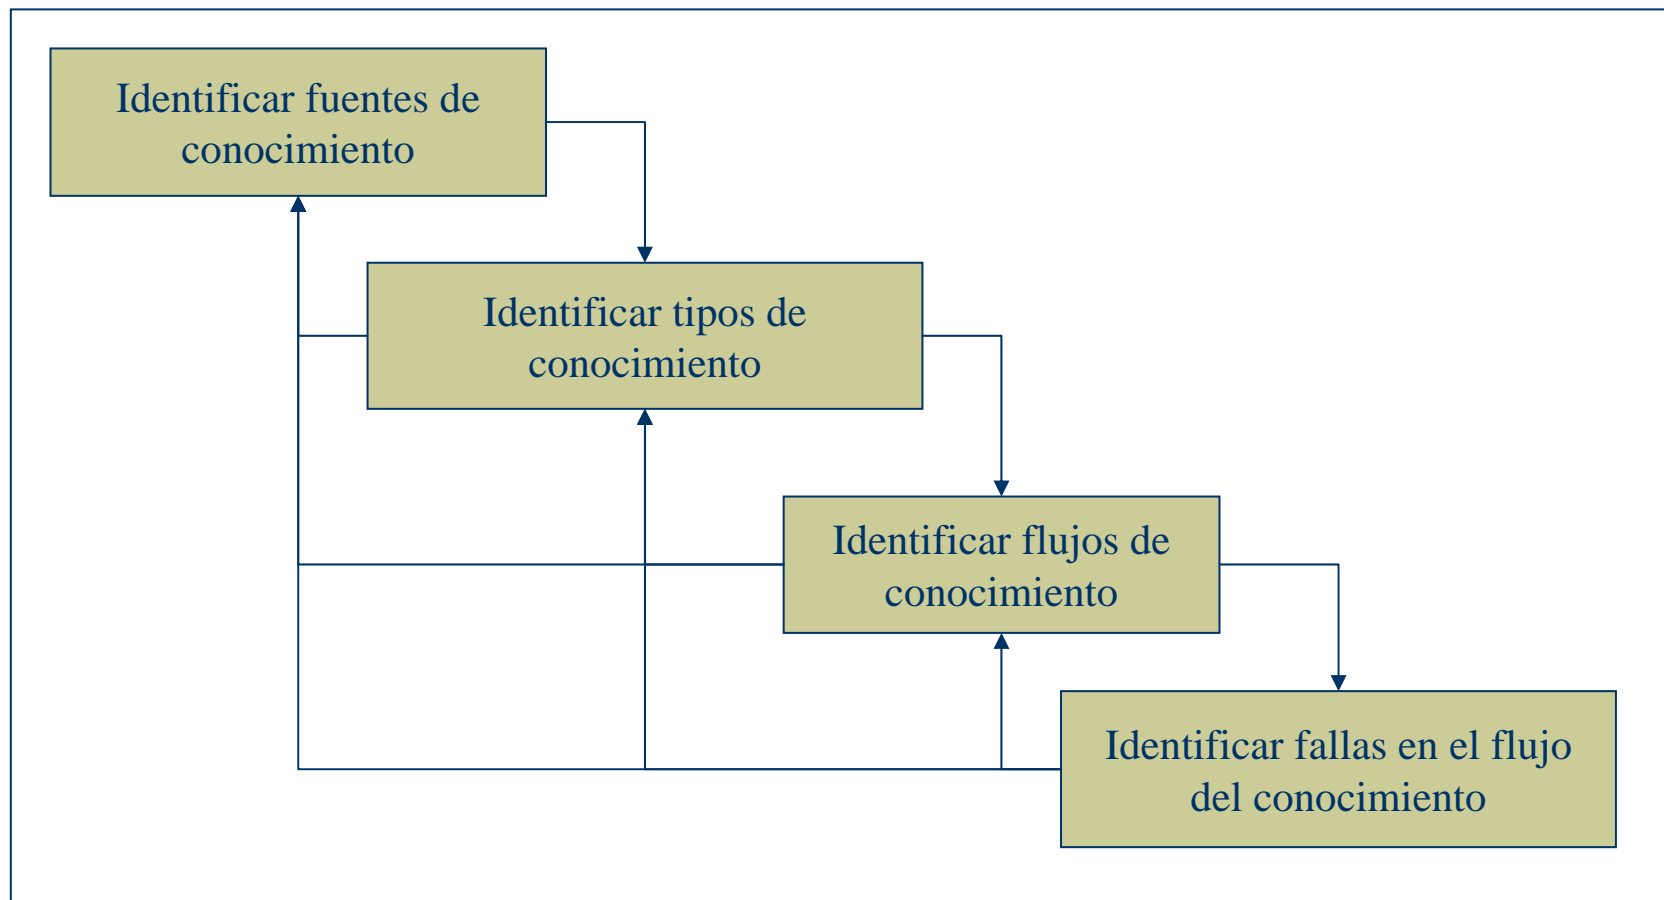 Identificar fuentes de
conocimiento
Identificar tipos de
conocimiento
Identificar flujos de
conocimiento
Identificar fallas en el flujo
del conocimiento